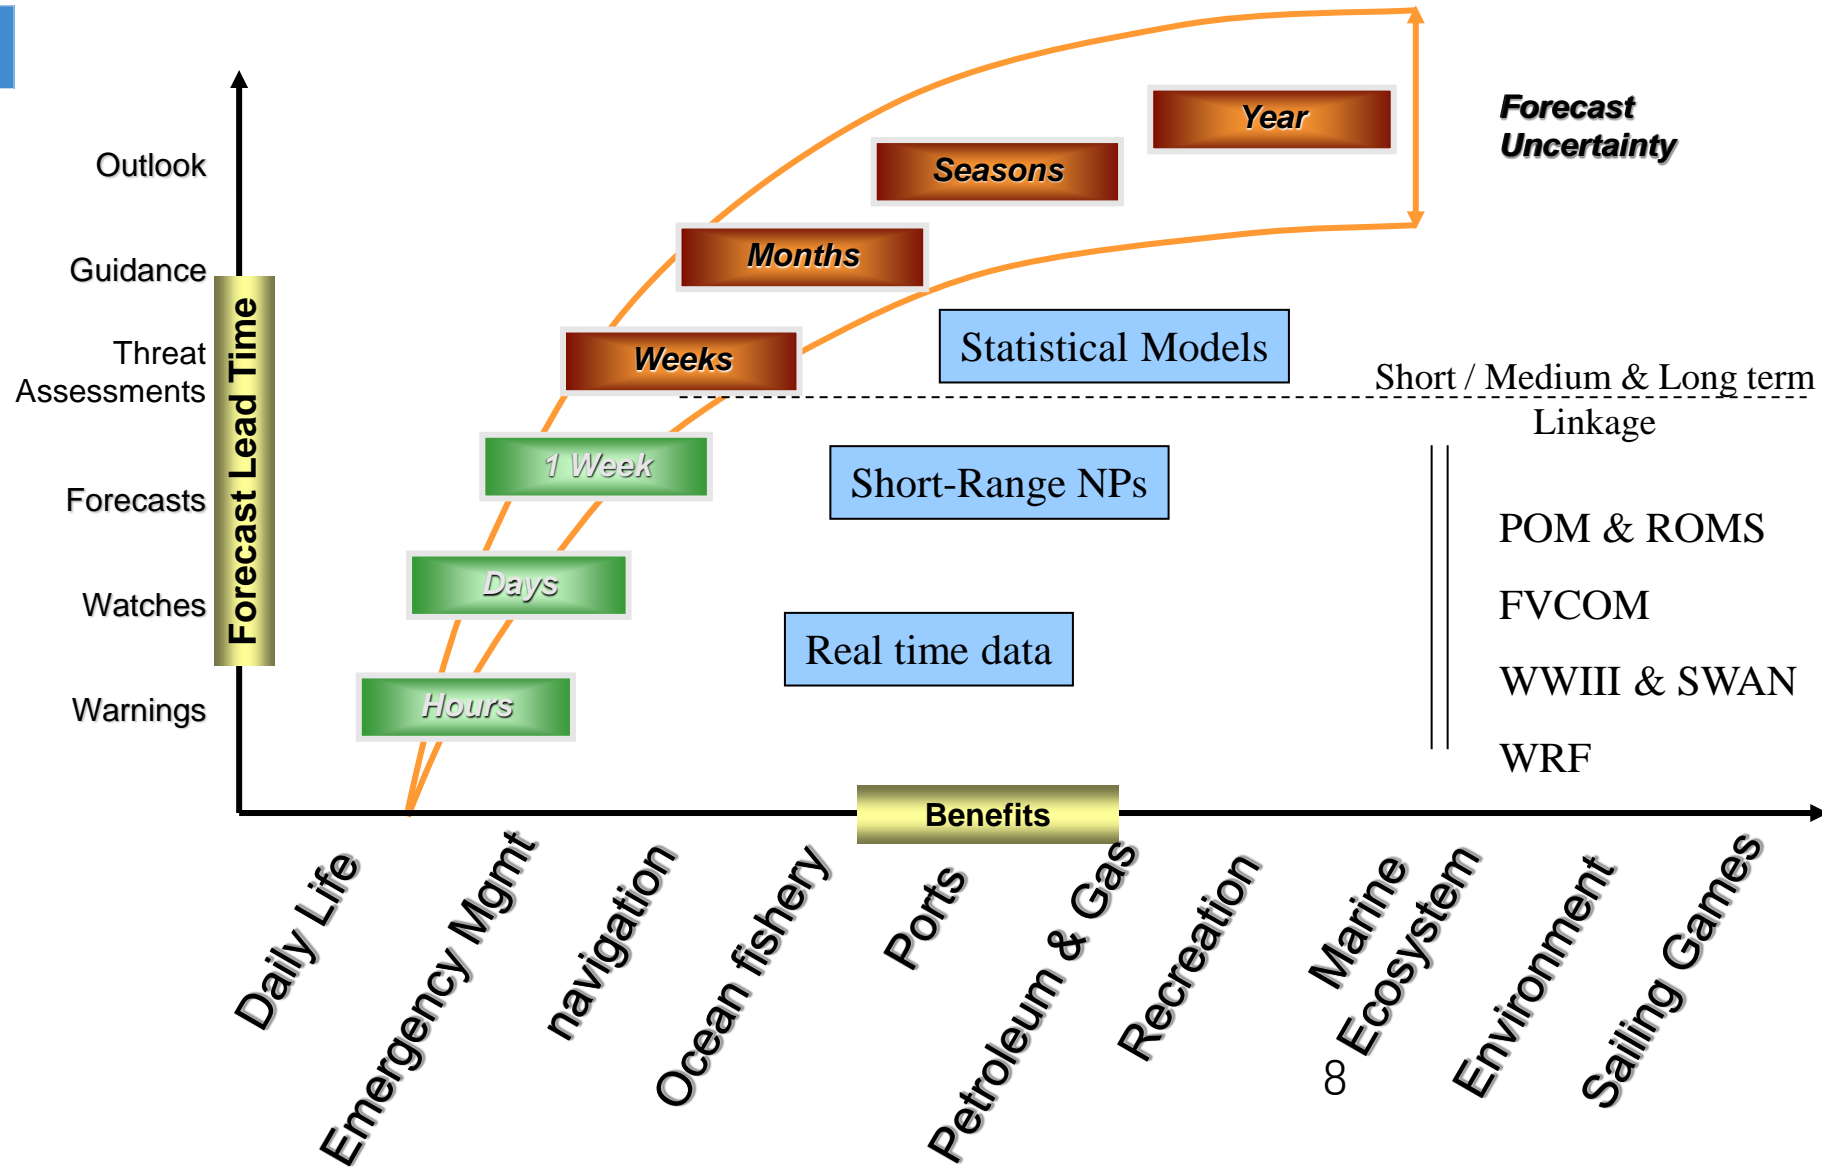 Year
Forecast
Uncertainty
Outlook
Seasons
Months
Guidance
Forecast Lead Time
Threat
Assessments
Weeks
Statistical Models
Short / Medium & Long term
Linkage
1 Week
Short-Range NPs
Forecasts
POM & ROMS
Days
Watches
FVCOM
Real time data
Hours
Warnings
WWIII & SWAN
WRF
Benefits
Daily Life
Emergency Mgmt
navigation
Ocean fishery
Ports
Petroleum & Gas
Recreation
Marine
Ecosystem
Environment
Sailing Games
8